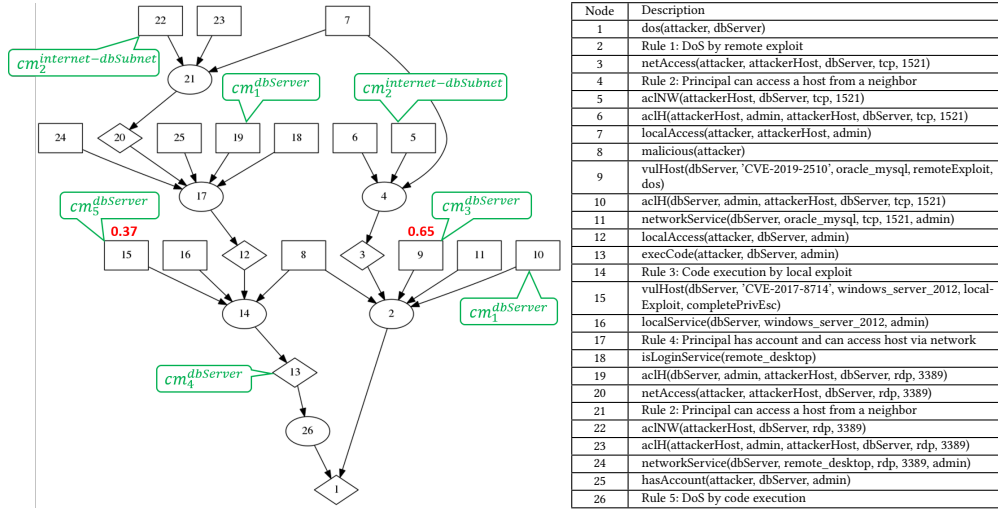 22
23
7
cm_2^{internet-dbSubnet}
21
cm_1^{dbServer}
cm_2^{internet-dbSubnet}
24
20
25
19
18
6
5
17
4
cm_5^{dbServer}
cm_3^{dbServer}
0.37
0.65
15
16
12
8
3
9
11
10
14
2
cm_1^{dbServer}
13
cm_4^{dbServer}
26
1
Node Description
1 dos(attacker, dbServer)
2 Rule 1: DoS by remote exploit
3 netAccess(attacker, attackerHost, dbServer, tcp, 1521)
4 Rule 2: Principal can access a host from a neighbor
5 aclNW(attackerHost, dbServer, tcp, 1521)
6 aclH(attackerHost, admin, attackerHost, dbServer, tcp, 1521)
7 localAccess(attacker, attackerHost, admin)
8 malicious(attacker)
9 vulHost(dbServer, 'CVE-2019-2510', oracle_mysql, remoteExploit,
dos)
10 aclH(dbServer, admin, attackerHost, dbServer, tcp, 1521)
11 networkService(dbServer, oracle_mysql, tcp, 1521, admin)
12 localAccess(attacker, dbServer, admin)
13 execCode(attacker, dbServer, admin)
14 Rule 3: Code execution by local exploit
15 vulHost(dbServer, 'CVE-2017-8714', windows_server_2012, local-
Exploit, completePrivEsc)
16 localService(dbServer, windows_server_2012, admin)
17 Rule 4: Principal has account and can access host via network
18 isLoginService(remote_desktop)
19 aclH(dbServer, admin, attackerHost, dbServer, rdp, 3389)
20 netAccess(attacker, attackerHost, dbServer, rdp, 3389)
21 Rule 2: Principal can access a host from a neighbor
22 aclNW(attackerHost, dbServer, rdp, 3389)
23 aclH(attackerHost, admin, attackerHost, dbServer, rdp, 3389)
24 networkService(dbServer, remote_desktop, rdp, 3389, admin)
25 hasAccount(attacker, dbServer, admin)
26 Rule 5: DoS by code execution